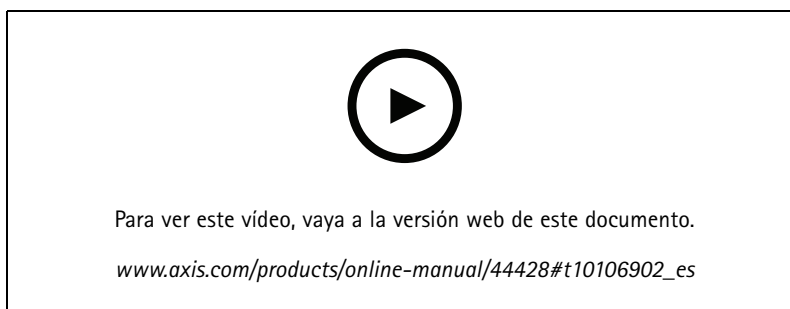 Para ver este vídeo, vaya a la versión web de este documento.
www.axis.com/products/online-manual/44428#t10106902_es